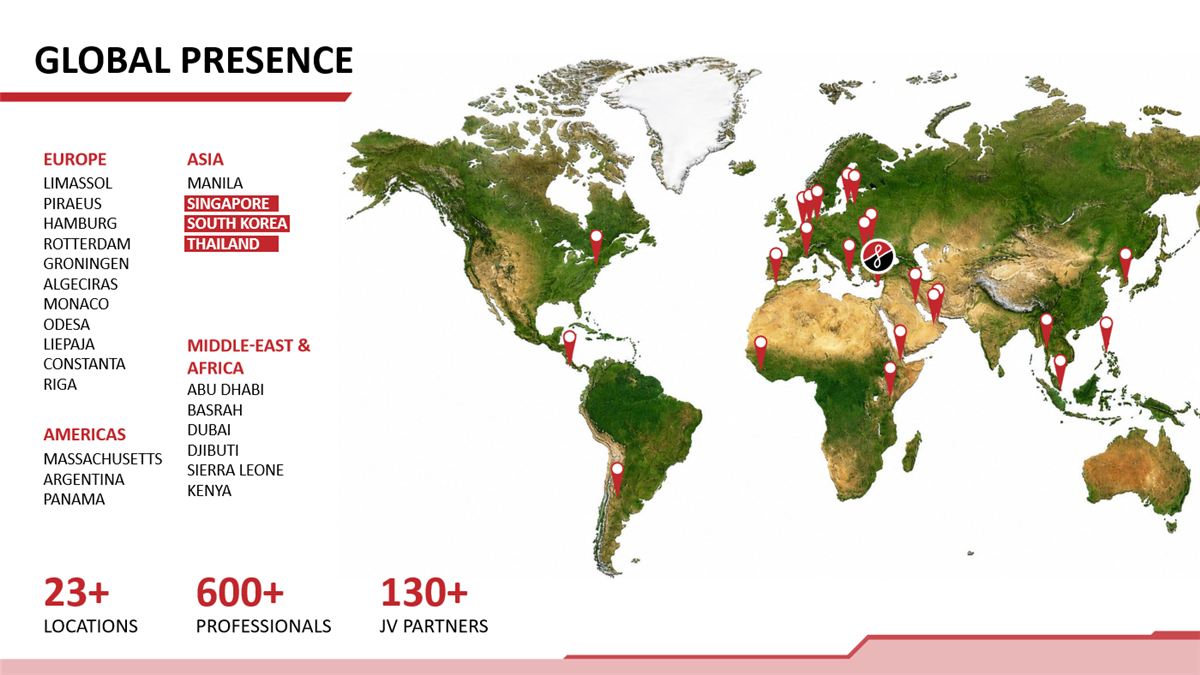 GLOBAL PRESENCE
EUROPE
LIMASSOL
PIRAEUS
HAMBURG
ROTTERDAM
GRONINGEN
ALGECIRAS
MONACO
ODESA
LIEPAJA
CONSTANTA
RIGA
AMERICAS
MASSACHUSETTS
ARGENTINA
PANAMA
ASIA
MANILA
SINGAPORE
SOUTH KOREA
THAILAND
MIDDLE-EAST &
AFRICA
ABU DHABI
BASRAH
DUBAI
DJIBUTI
SIERRA LEONE
KENYA
23+
LOCATIONS
600+
PROFESSIONALS
130+
JV PARTNERS